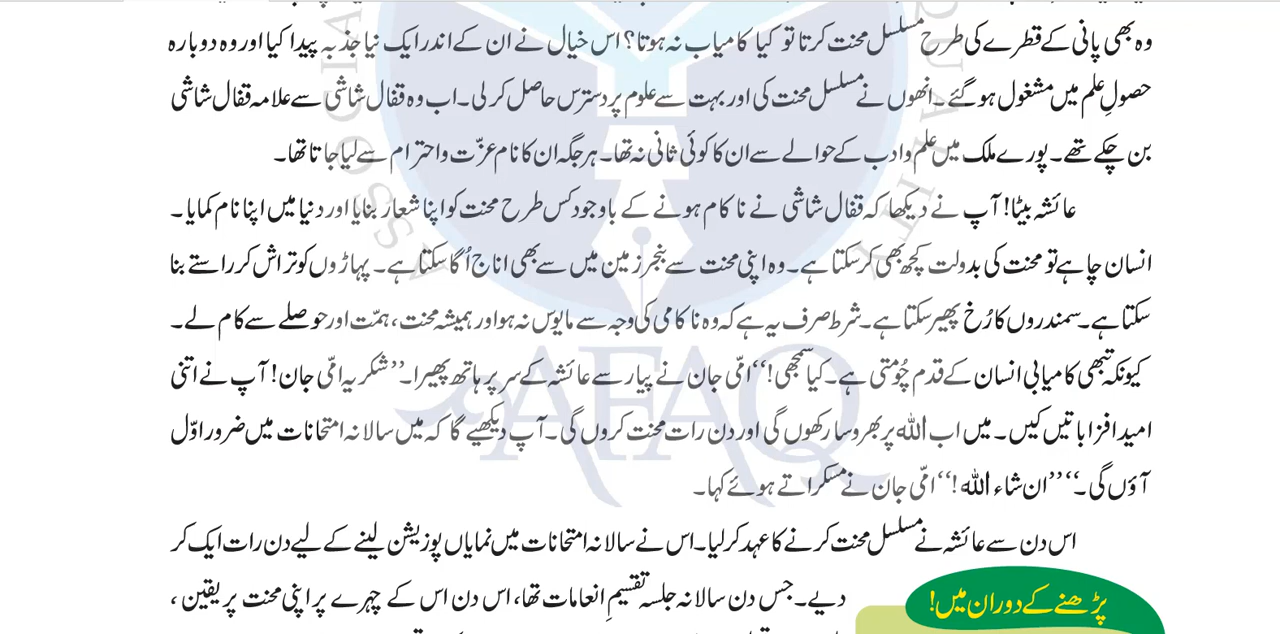 وہ بھی پانی کے قطرے کی طرح مسلسل محنت کرتا تو کیا کامیاب نہ ہوتا؟ اس خیال نے ان کے اندر ایک نیا جذبہ پیدا کیا اور وہ دوبارہ
حصولِ علم میں مشغول ہو گئے۔ انھوں نے مسلسل محنت کی اور بہت سے علوم پر دسترس حاصل کر لی۔ اب وہ قفال شاشی سے علامہ قفال شاشی
بن چکے تھے۔ پورے ملک میں علم و ادب کے حوالے سے ان کا کوئی ثانی نہ تھا۔ ہر جگہ ان کا نام عزّت و احترام سے لیا جاتا تھا۔
عائشہ بیٹا! آپ نے دیکھا کہ قفال شاشی نے ناکام ہونے کے باوجود کس طرح محنت کو اپنا شعار بنایا اور دنیا میں اپنا نام کمایا۔
انسان چاہے تو محنت کی بدولت کچھ بھی کر سکتا ہے۔ وہ اپنی محنت سے بنجر زمین میں سے بھی اناج اُگا سکتا ہے۔ پہاڑوں کو تراش کر راستے بنا
سکتا ہے۔ سمندروں کا رُخ پھیر سکتا ہے۔ شرط صرف یہ ہے کہ وہ ناکامی کی وجہ سے مایوس نہ ہو اور ہمیشہ محنت، ہمّت اور حوصلے سے کام لے۔
کیونکہ تبھی کامیابی انسان کے قدم چُومتی ہے۔ کیا سمجھی!‘‘ امّی جان نے پیار سے عائشہ کے سر پر ہاتھ پھیرا۔ ’’شکریہ امّی جان! آپ نے اتنی
امید افزا باتیں کیں۔ میں اب اللہ پر بھروسا رکھوں گی اور دن رات محنت کروں گی۔ آپ دیکھیے گا کہ میں سالانہ امتحانات میں ضرور اوّل
آؤں گی۔‘‘ ’’ان شاء اللہ!‘‘ امّی جان نے مسکراتے ہوئے کہا۔
اس دن سے عائشہ نے مسلسل محنت کرنے کا عہد کر لیا۔ اس نے سالانہ امتحانات میں نمایاں پوزیشن لینے کے لیے دن رات ایک کر
دیے۔ جس دن سالانہ جلسہ تقسیمِ انعامات تھا، اس دن اس کے چہرے پر اپنی محنت پر یقین،
پڑھنے کے دوران میں!
AFAQ